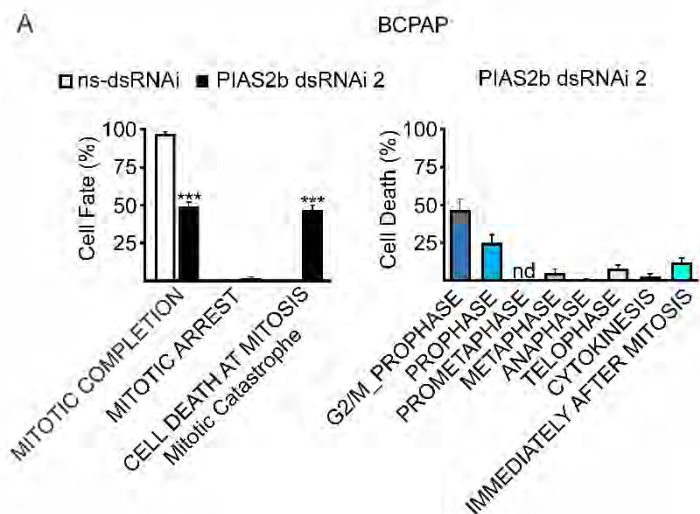 A
BCPAP
ns-dsRNAi PIAS2b dsRNAi 2
PIAS2b dsRNAi 2
Cell Fate (%)
100
75
50
25
***
***
MITOTIC COMPLETION
MITOTIC ARREST
CELL DEATH AT MITOSIS
Mitotic Catastrophe
Cell Death (%)
100
75
50
25
nd
G2/M_PROPHASE
PROPHASE
PROMETAPHASE
METAPHASE
ANAPHASE
TELOPHASE
CYTOKINESIS
IMMEDIATELY AFTER MITOSIS